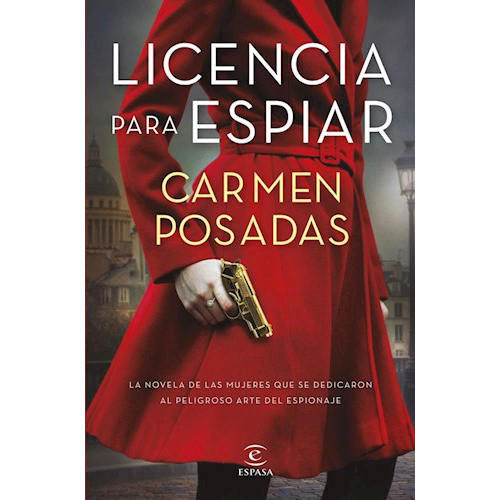 LICENCIA
PARA ESPIAR
CARMEN
POSADAS
LA NOVELA DE LAS MUJERES QUE SE DEDICARON
AL PELIGROSO ARTE DEL ESPIONAJE
e
ESPASA